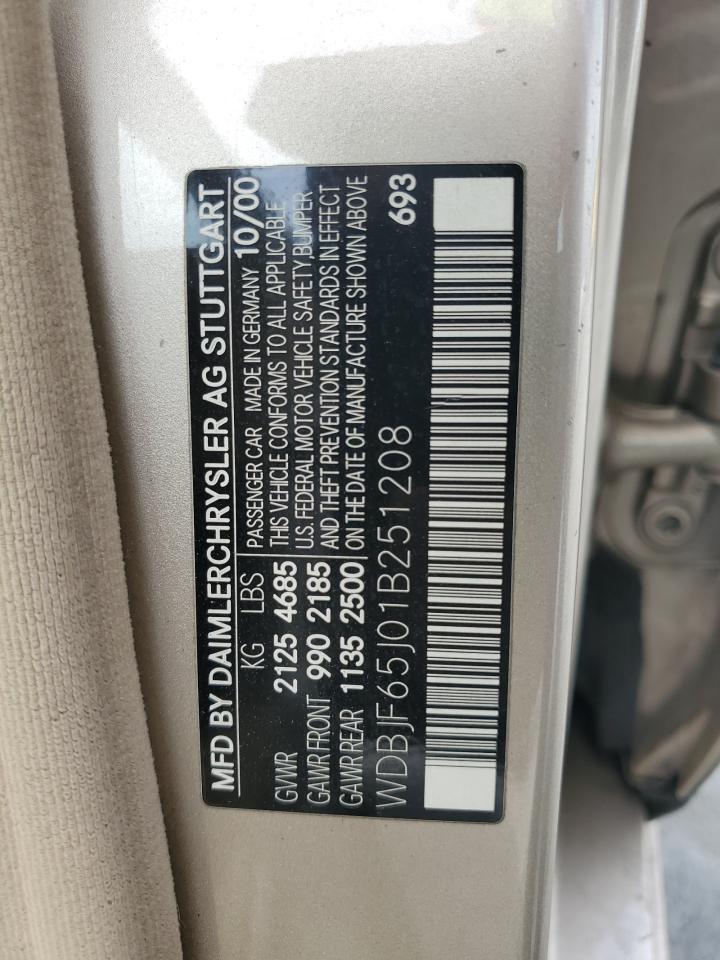 MFD BY DAIMLERCHRYSLER AG STUTTGART
KG LBS PASSENGER CAR MADE IN GERMANY 10/00
GVWR 2125 4685 THIS VEHICLE CONFORMS TO ALL APPLICABLE
U.S. FEDERAL MOTOR VEHICLE SAFETY,BUMPER
GAWR FRONT 990 2185 AND THEFT PREVENTION STANDARDS IN EFFECT
GAWR REAR 1135 2500 ON THE DATE OF MANUFACTURE SHOWN ABOVE
WDBJF65J01B251208 693